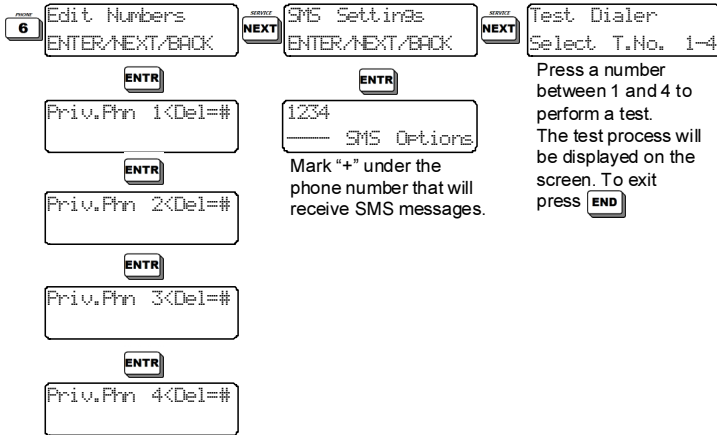 PHONE
6
Edit Numbers
ENTER/NEXT/BACK
SERVICE
NEXT
SMS Settings
ENTER/NEXT/BACK
SERVICE
NEXT
Test Dialer
Select T.No. 1-4
ENTR
Priv.Phn 1<Del=#
ENTR
Priv.Phn 2<Del=#
ENTR
Priv.Phn 3<Del=#
ENTR
Priv.Phn 4<Del=#
ENTR
1234
---- SMS Options
Mark “+” under the
phone number that will
receive SMS messages.
Press a number
between 1 and 4 to
perform a test.
The test process will
be displayed on the
screen. To exit
press END